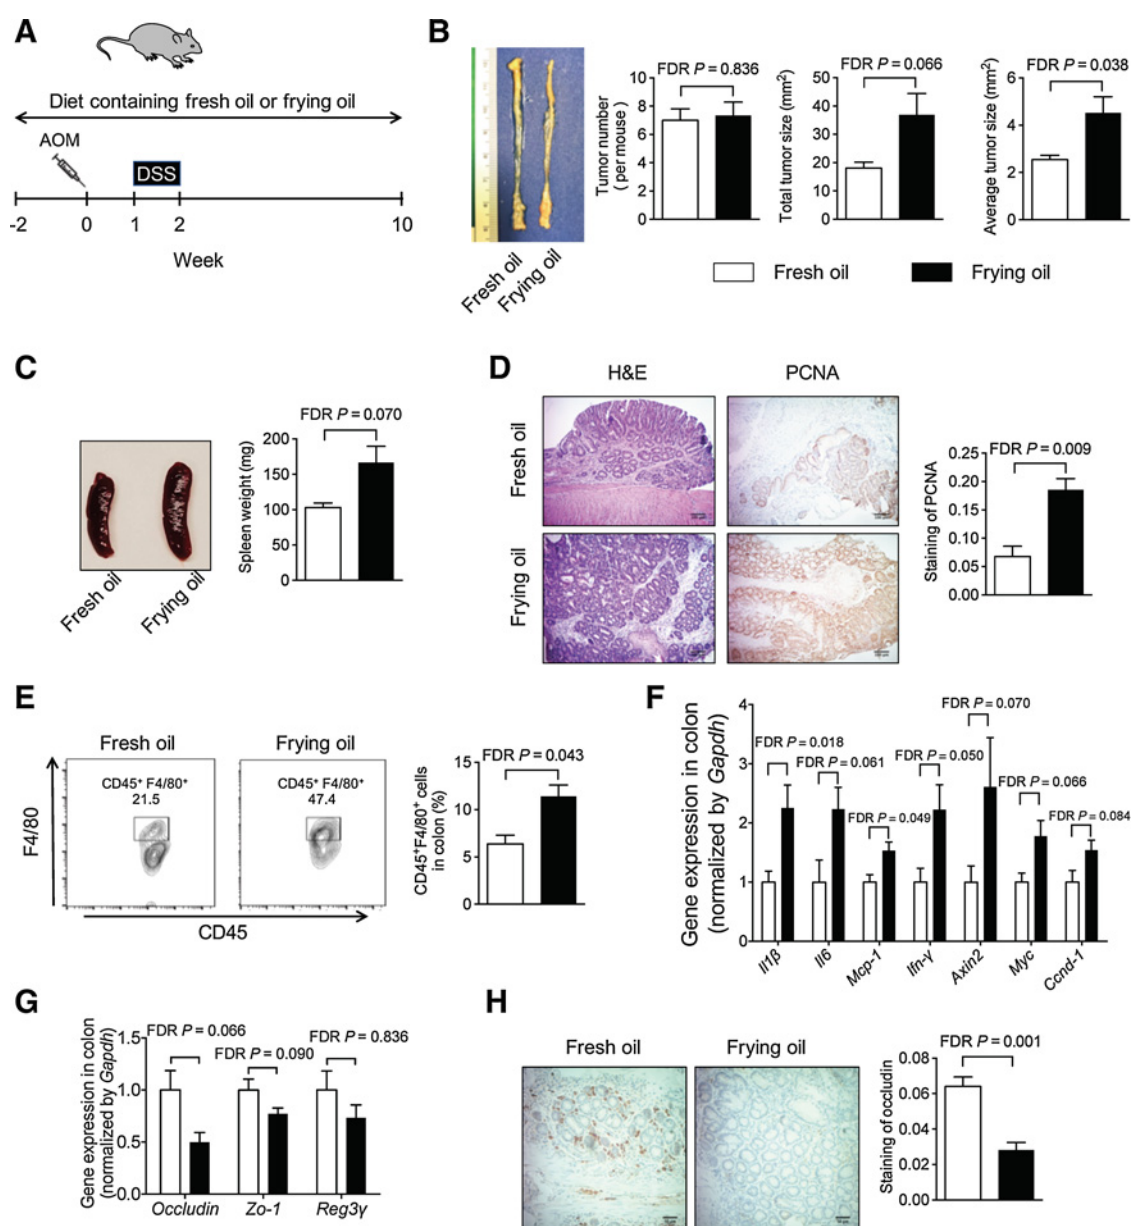 A
Diet containing fresh oil or frying oil
AOM
DSS
-2 0 1 2 10
Week
B
Fresh oil
Frying oil
FDR P = 0.836
Tumor number
( per mouse )
10
8
6
4
2
0
FDR P = 0.066
Total tumor size (mm²)
50
40
30
20
10
0
FDR P = 0.038
Average tumor size (mm²)
6
4
2
0
Fresh oil
Frying oil
C
Fresh oil
Frying oil
FDR P = 0.070
Spleen weight (mg)
200
150
100
50
0
D
H&E PCNA
Fresh oil
Frying oil
FDR P = 0.009
Staining of PCNA
0.25
0.20
0.15
0.10
0.05
0.00
E
Fresh oil Frying oil
F4/80
CD45⁺ F4/80⁺
21.5
CD45⁺ F4/80⁺
47.4
CD45
FDR P = 0.043
CD45⁺F4/80⁺ cells
in colon (%)
15
10
5
0
F
Gene expression in colon
(normalized by Gapdh)
4
3
2
1
0
FDR P = 0.018
FDR P = 0.061
FDR P = 0.049
FDR P = 0.050
FDR P = 0.070
FDR P = 0.066
FDR P = 0.084
Il1β Il6 Mcp-1 Ifn-γ Axin2 Myc Ccnd-1
G
Gene expression in colon
(normalized by Gapdh)
1.5
1.0
0.5
0.0
FDR P = 0.066
FDR P = 0.090
FDR P = 0.836
Occludin Zo-1 Reg3γ
H
Fresh oil Frying oil
FDR P = 0.001
Staining of occludin
0.08
0.06
0.04
0.02
0.00